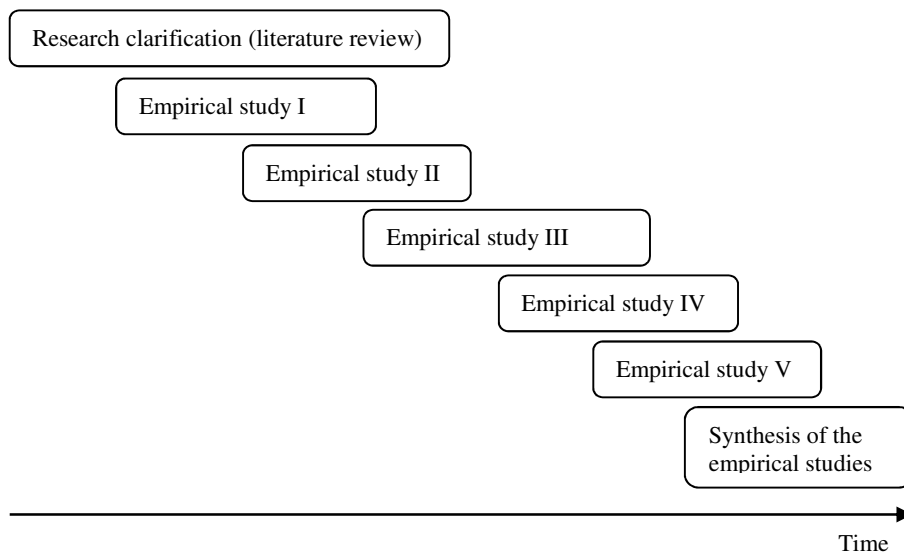 Research clarification (literature review)
Empirical study I
Empirical study II
Empirical study III
Empirical study IV
Empirical study V
Synthesis of the
empirical studies
Time